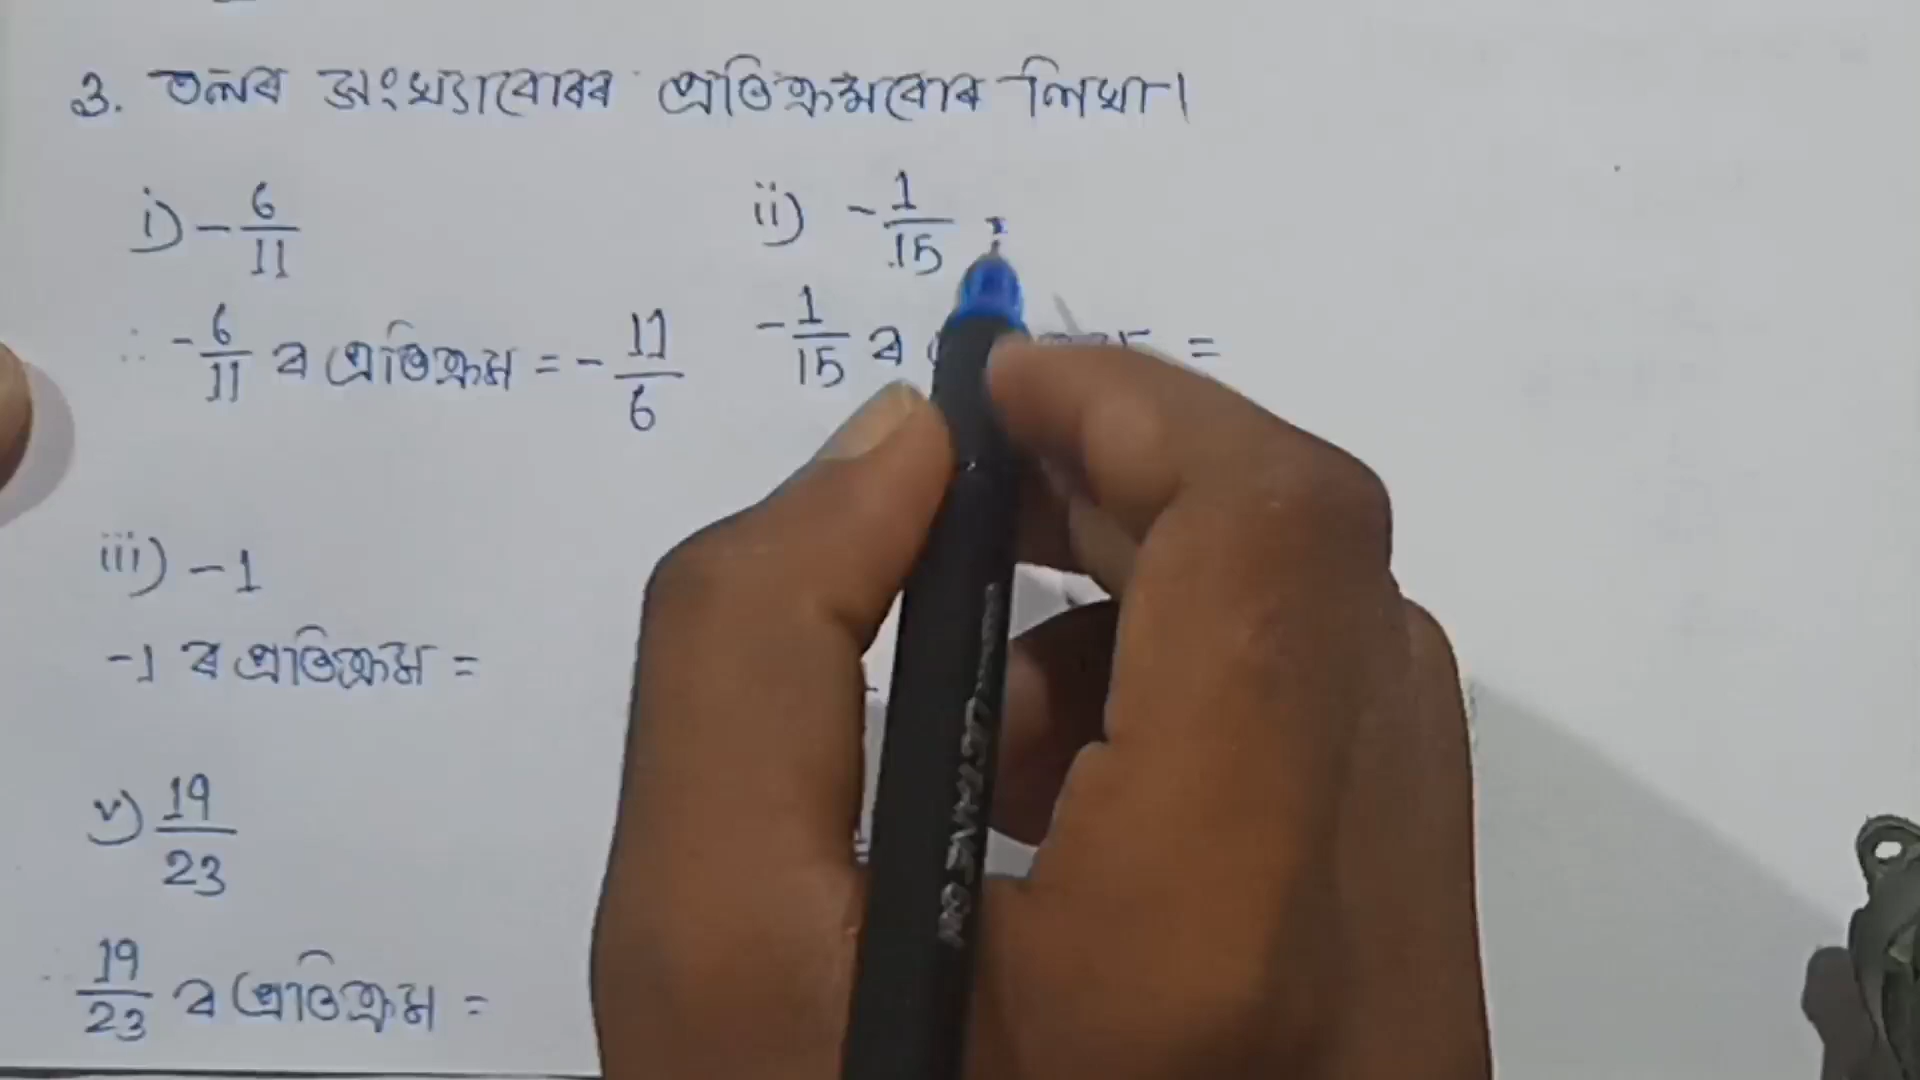 3. তলৰ সংখ্যাবোৰৰ প্ৰতিক্ৰমবোৰ লিখা।
i) -6/11
ii) -1/15
∴ -6/11 ৰ প্ৰতিক্ৰম = -11/6
-1/15 ৰ =
iii) -1
-1 ৰ প্ৰতিক্ৰম =
v) 19/23
19/23 ৰ প্ৰতিক্ৰম =